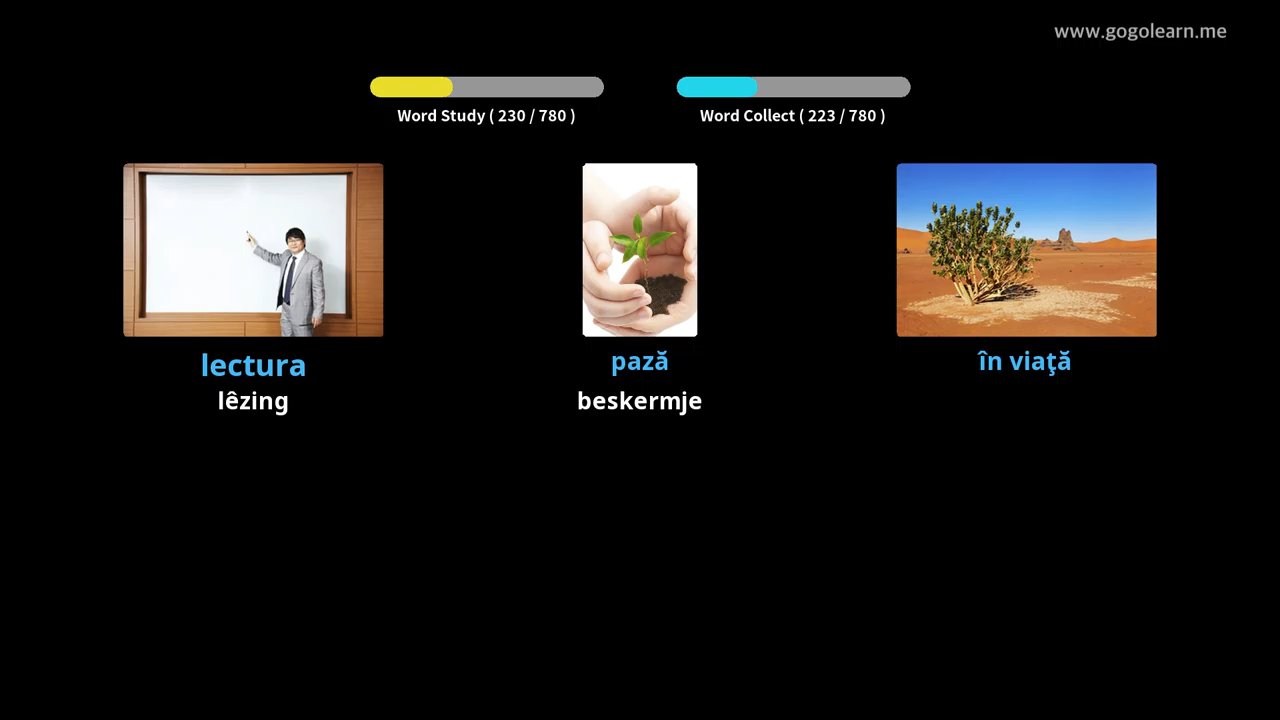 www.gogolearn.me
Word Study ( 230 / 780 )
Word Collect ( 223 / 780 )
lectura
lêzing
pază
beskermje
în viaţă